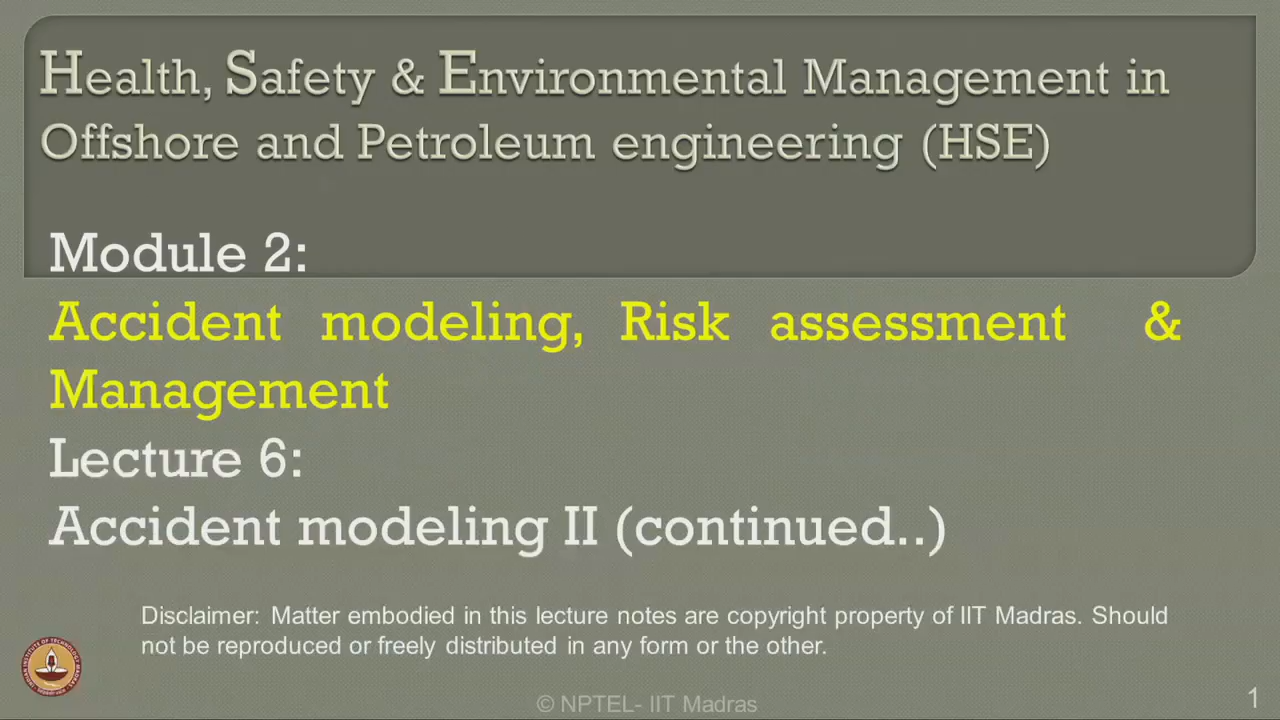 Health, Safety & Environmental Management in
Offshore and Petroleum engineering (HSE)
Module 2:
Accident modeling, Risk assessment &
Management
Lecture 6:
Accident modeling II (continued..)
Disclaimer: Matter embodied in this lecture notes are copyright property of IIT Madras. Should
not be reproduced or freely distributed in any form or the other.
© NPTEL- IIT Madras
1